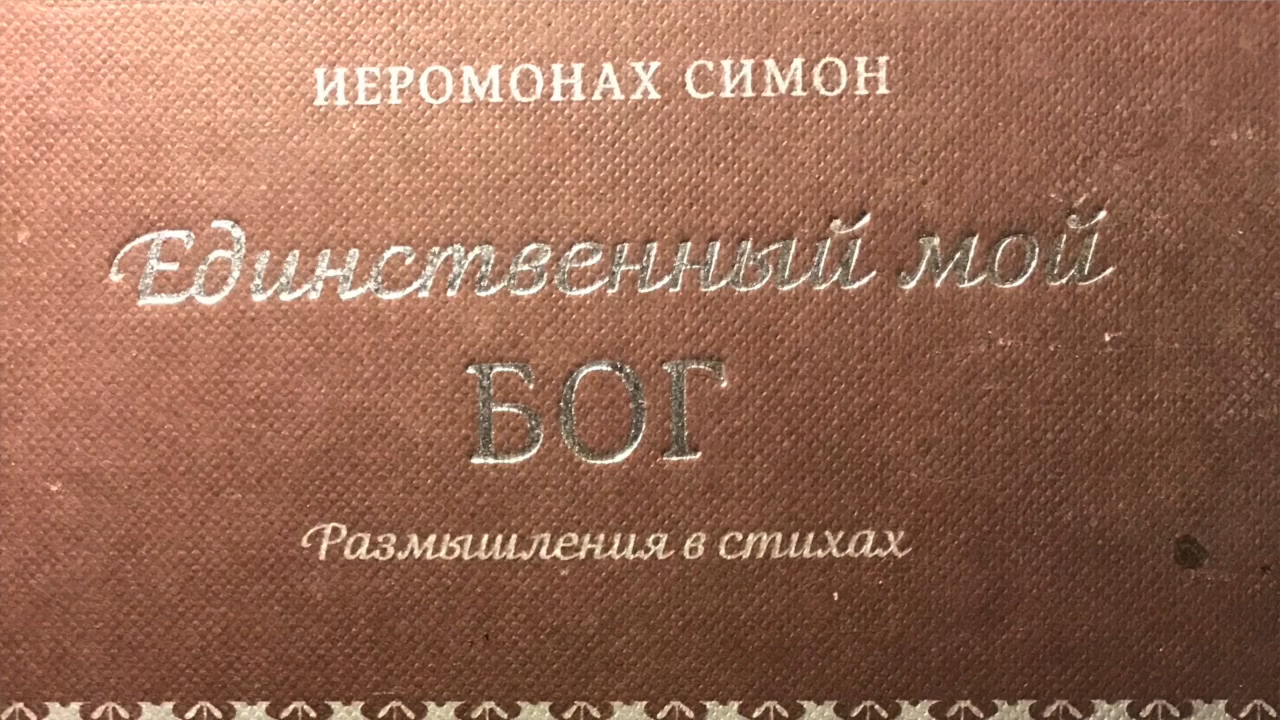 ИЕРОМОНАХ СИМОН
Единственный мой
БОГ
Размышления в стихах